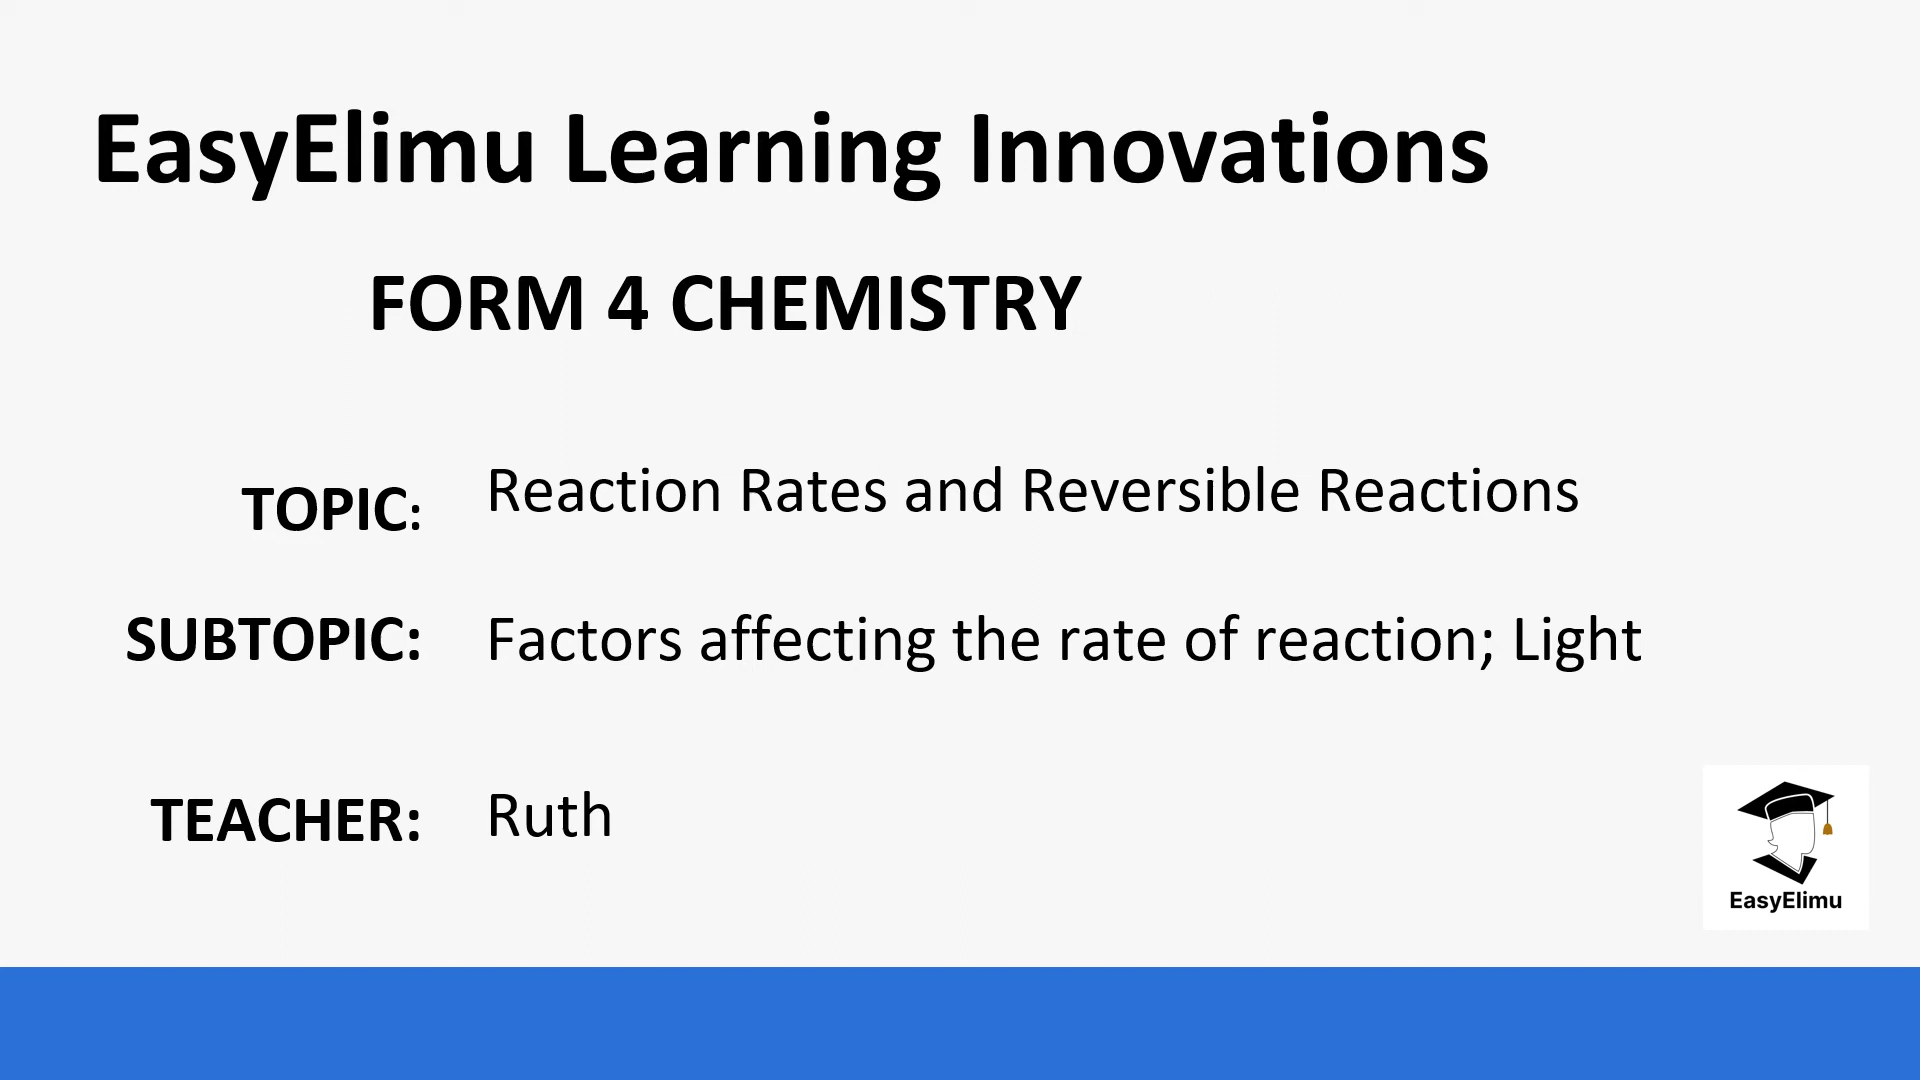 EasyElimu Learning Innovations
FORM 4 CHEMISTRY
TOPIC: Reaction Rates and Reversible Reactions
SUBTOPIC: Factors affecting the rate of reaction; Light
TEACHER: Ruth
EasyElimu